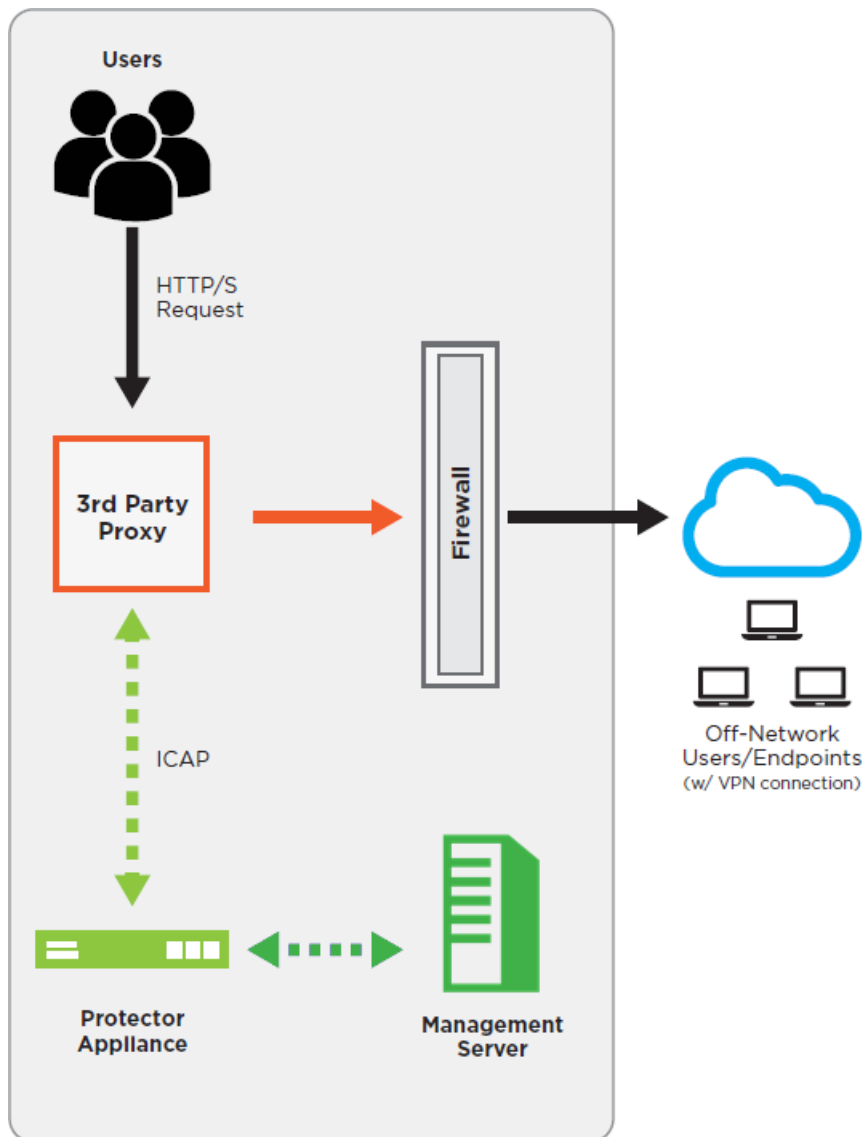 Users
HTTP/S
Request
3rd Party
Proxy
Firewall
ICAP
Off-Network
Users/Endpoints
(w/ VPN connection)
Protector
Appliance
Management
Server